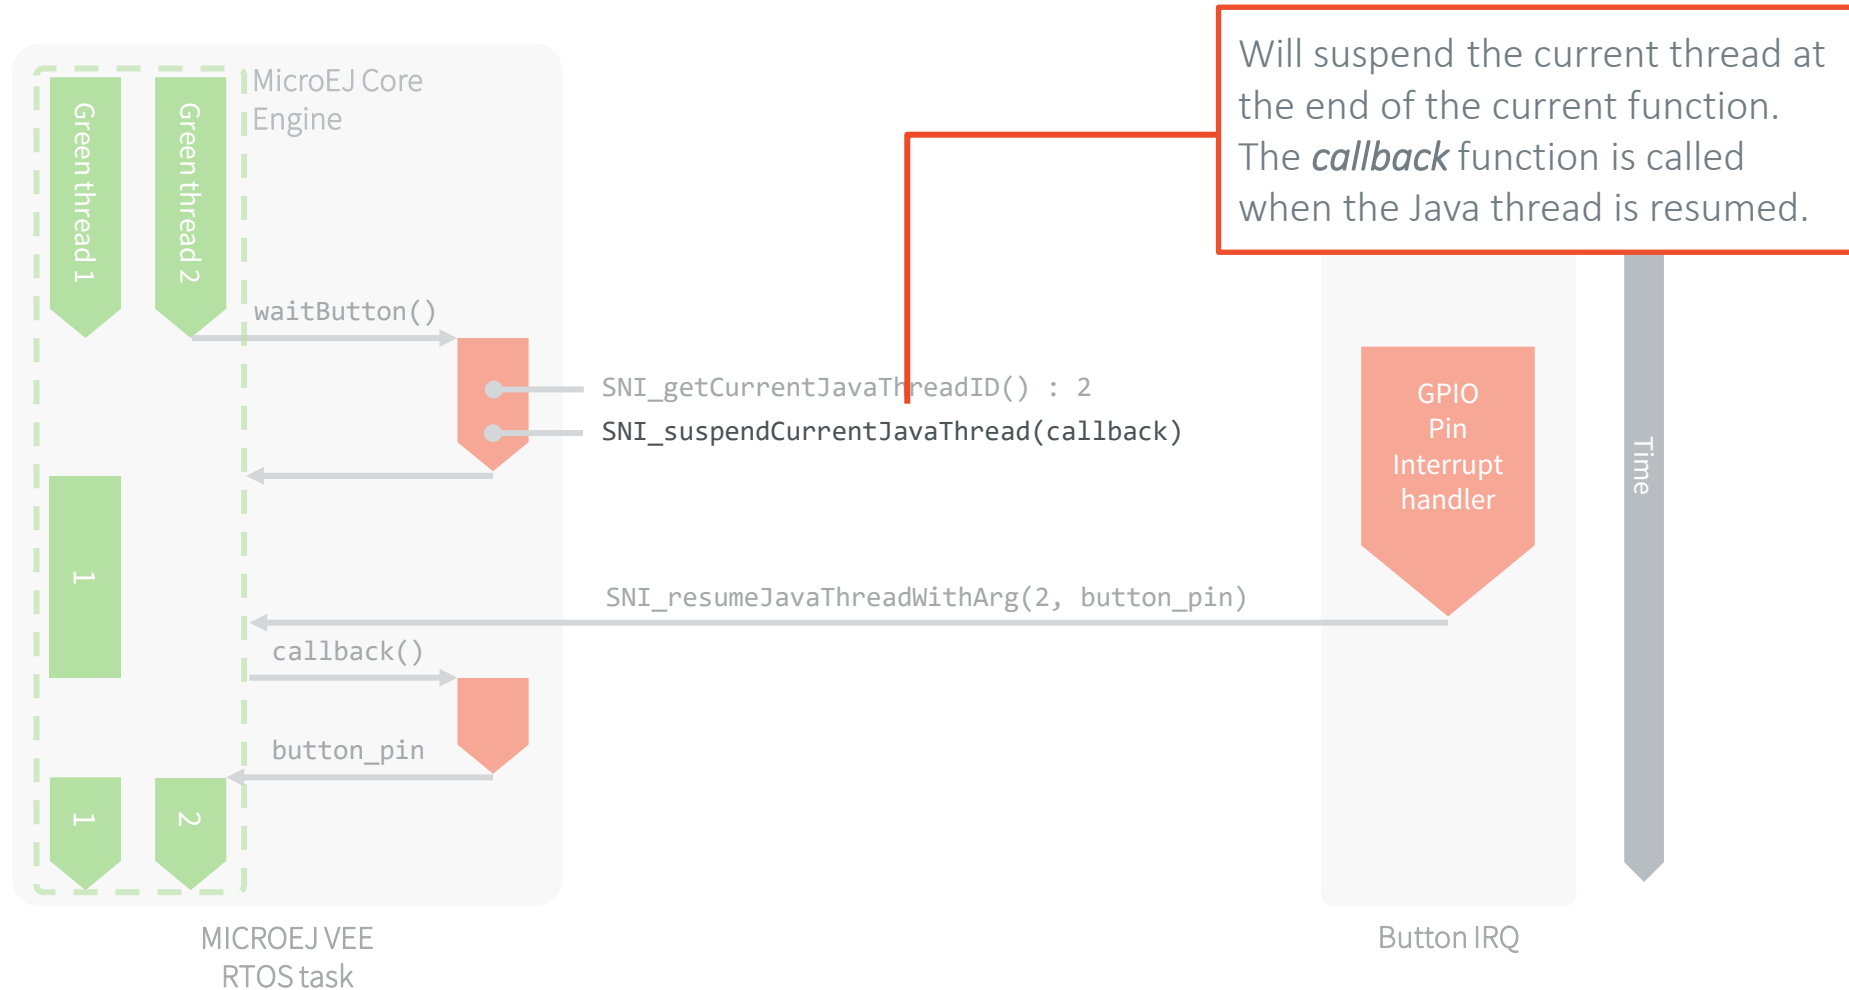 Will suspend the current thread at
the end of the current function.
The callback function is called
when the Java thread is resumed.
MicroEJ Core
Engine
Green thread 1
Green thread 2
waitButton()
SNI_getCurrentJavaThreadID() : 2
SNI_suspendCurrentJavaThread(callback)
GPIO
Pin
Interrupt
handler
Time
1
SNI_resumeJavaThreadWithArg(2, button_pin)
callback()
button_pin
1
2
MICROEJ VEE
RTOS task
Button IRQ